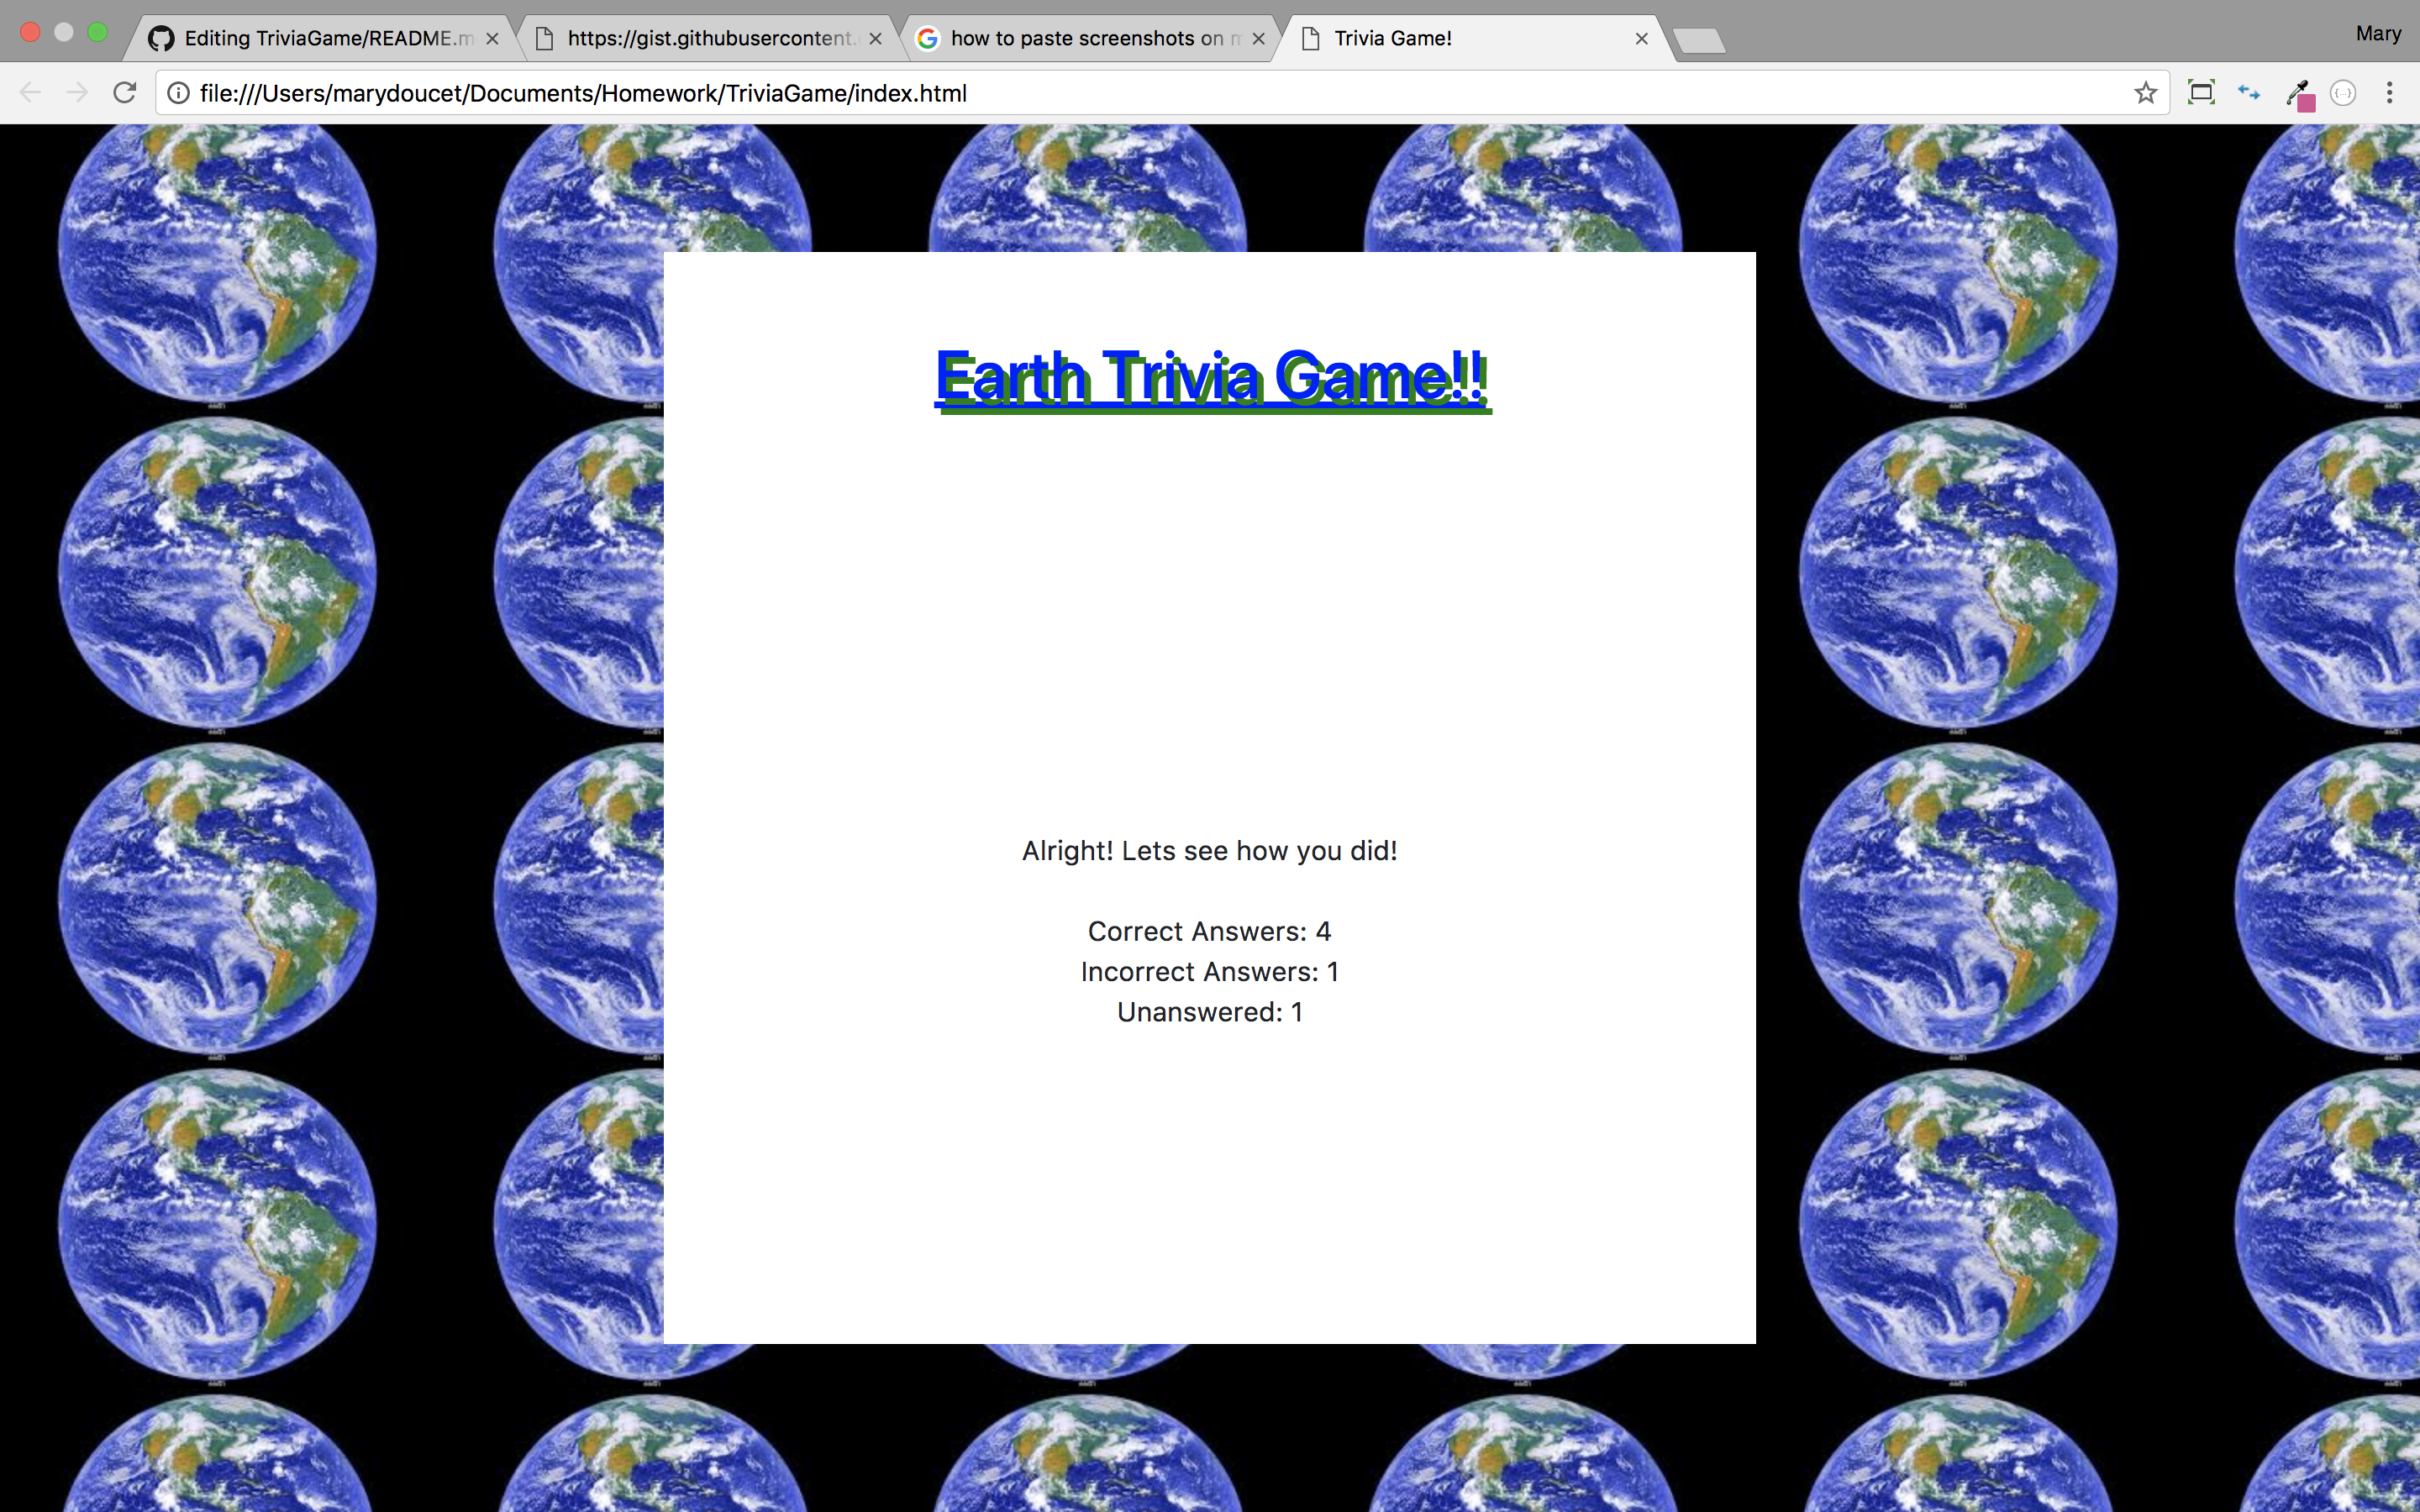 Editing TriviaGame/README.m
https://gist.githubusercontent.
how to paste screenshots on m
Trivia Game!
Mary
file:///Users/marydoucet/Documents/Homework/TriviaGame/index.html
Earth Trivia Game!!
Alright! Lets see how you did!
Correct Answers: 4
Incorrect Answers: 1
Unanswered: 1